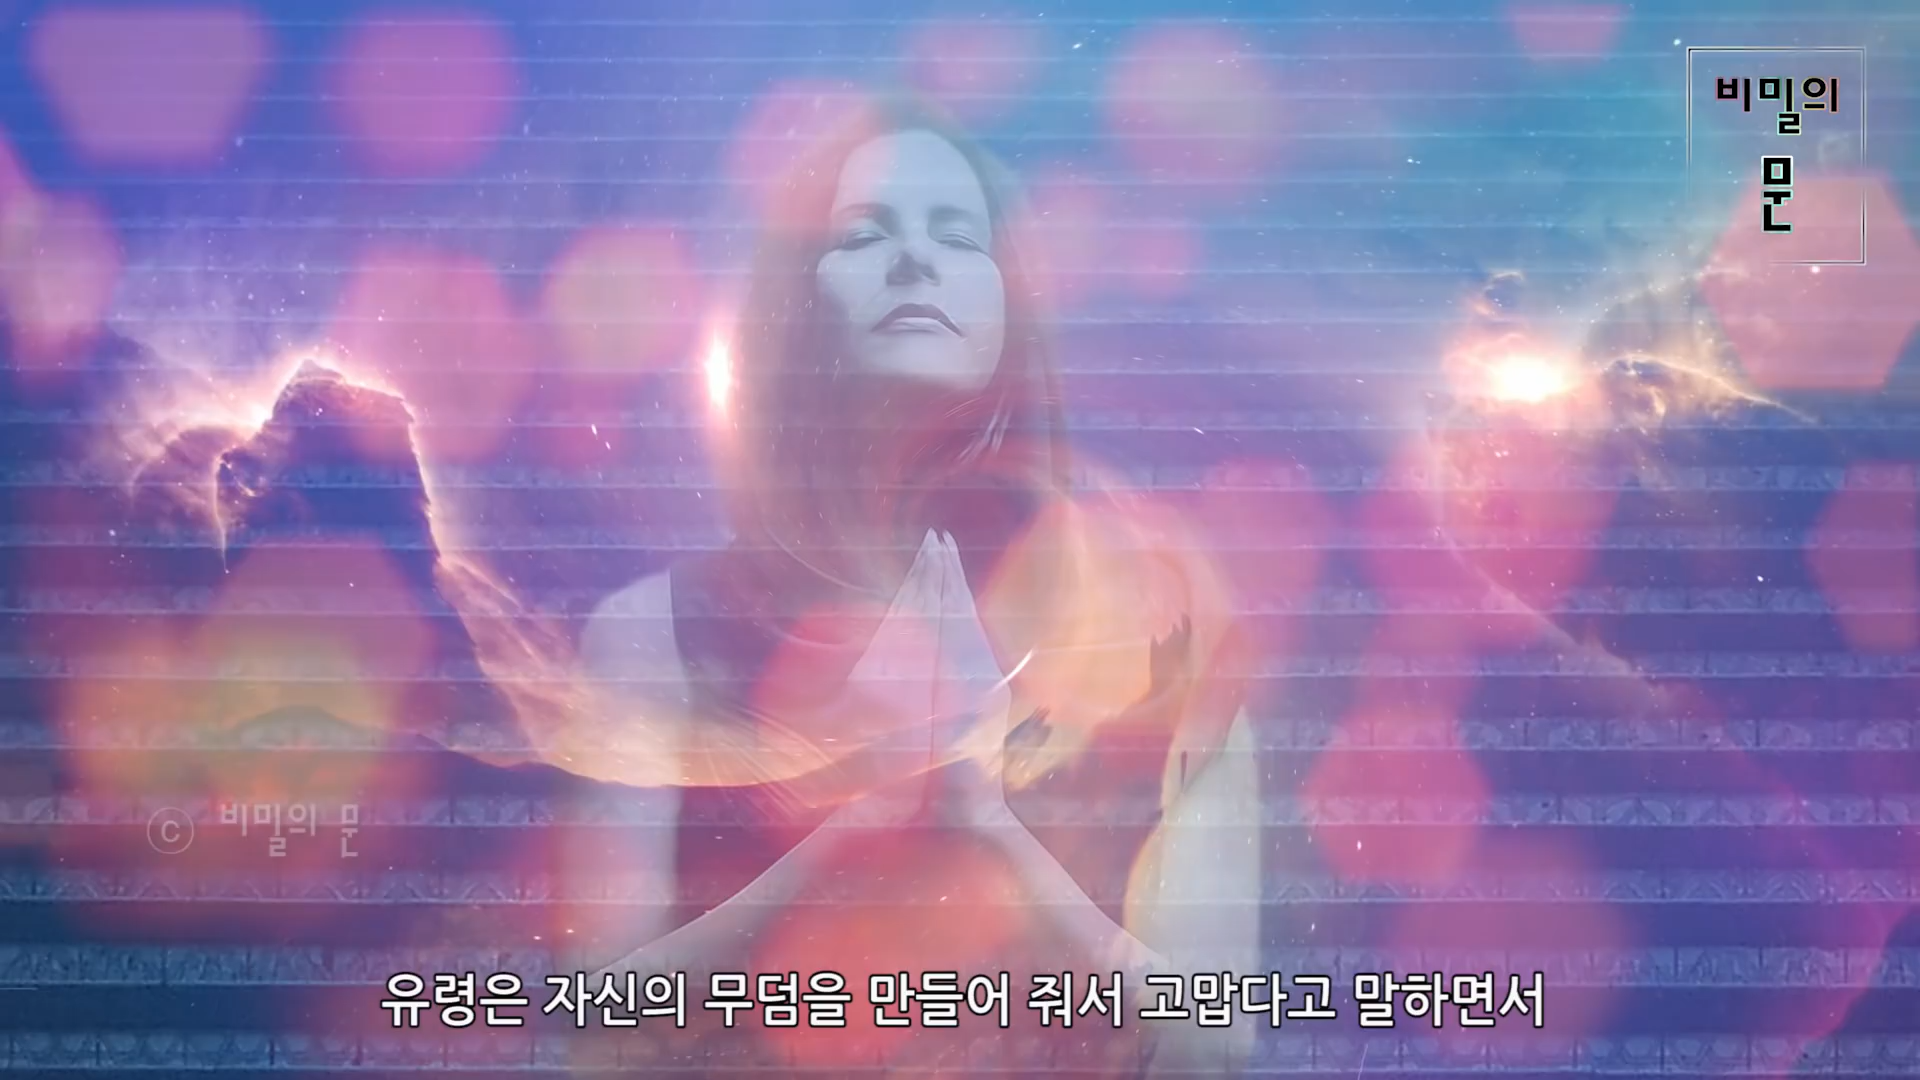 비밀의
문
ⓒ 비밀의 문
유령은 자신의 무덤을 만들어 줘서 고맙다고 말하면서